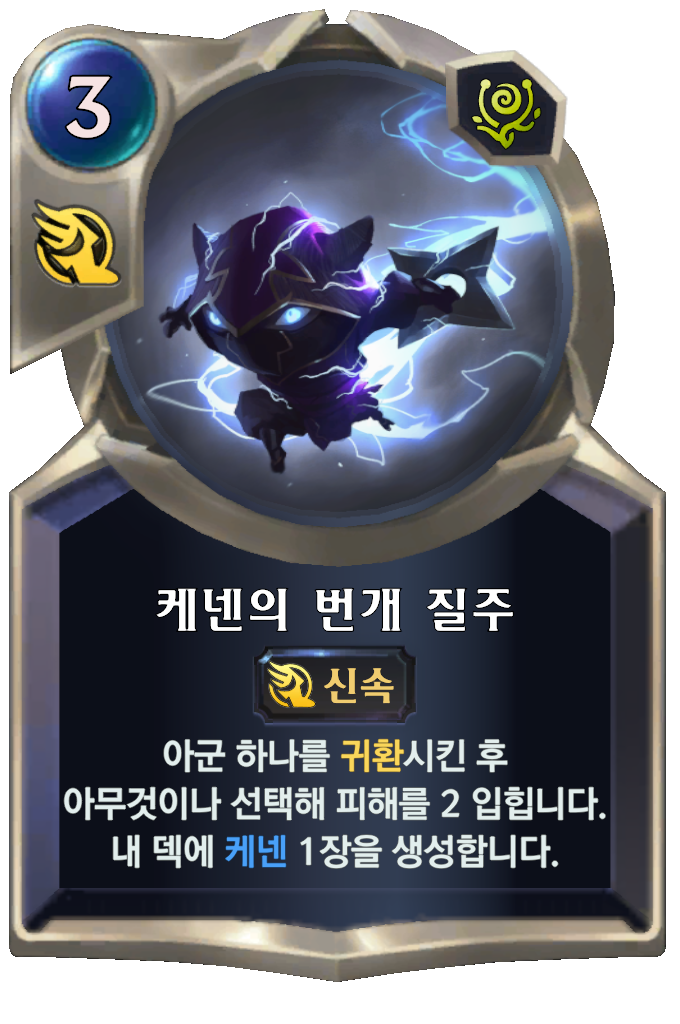 3
케넨의 번개 질주
신속
아군 하나를 귀환시킨 후
아무것이나 선택해 피해를 2 입힙니다.
내 덱에 케넨 1장을 생성합니다.